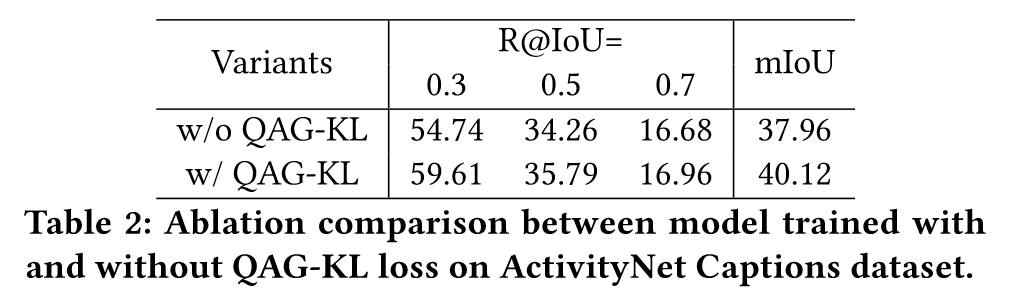 Variants R@IoU= mIoU
0.3 0.5 0.7
w/o QAG-KL 54.74 34.26 16.68 37.96
w/ QAG-KL 59.61 35.79 16.96 40.12
Table 2: Ablation comparison between model trained with
and without QAG-KL loss on ActivityNet Captions dataset.